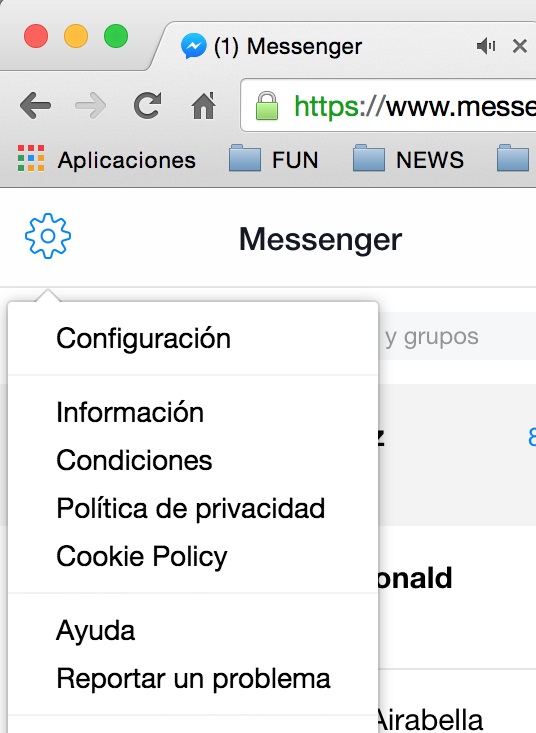 (1) Messenger
https://www.messe
Aplicaciones FUN NEWS
Messenger
Configuración
y grupos
Información
z
8
Condiciones
Política de privacidad
Cookie Policy
onald
Ayuda
Reportar un problema
Airabella